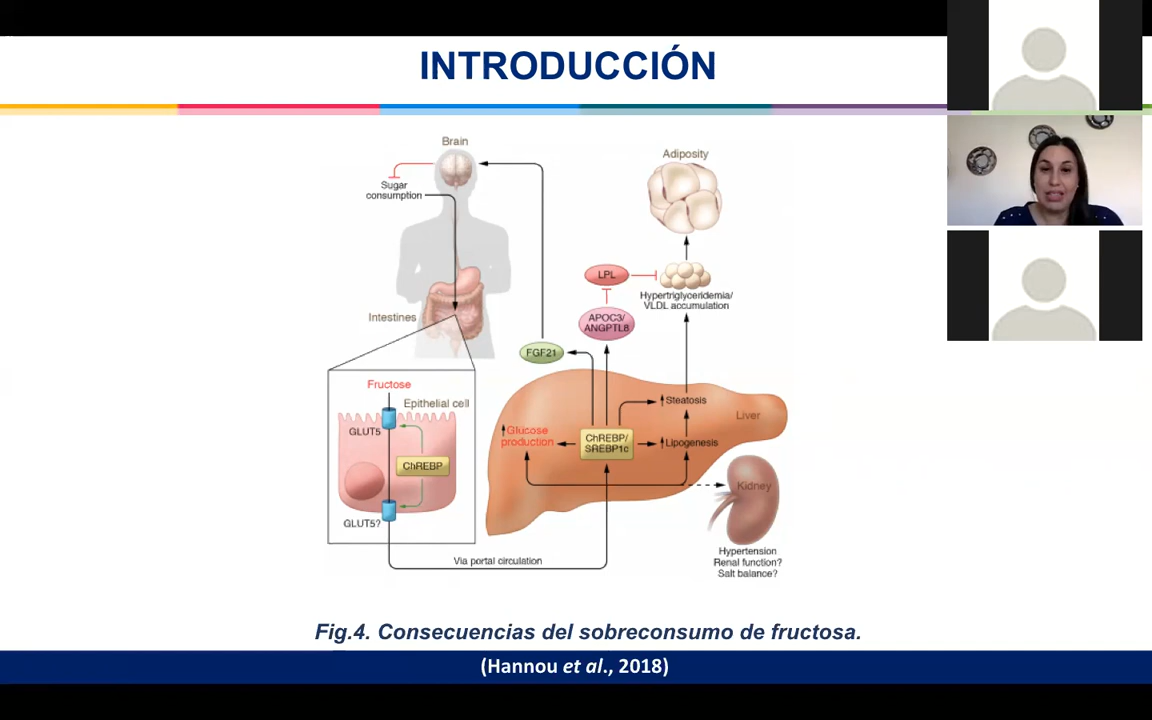 INTRODUCCIÓN
Brain
Sugar
consumption
Adiposity
LPL
Hypertriglyceridemia/
VLDL accumulation
Intestines
APOC3/
ANGPTL8
FGF21
Fructose
Epithelial cell
GLUT5
ChREBP
GLUT5?
Steatosis
Liver
Glucose
production
ChREBP/
SREBP1c
Lipogenesis
Kidney
Via portal circulation
Hypertension
Renal function?
Salt balance?
Fig.4. Consecuencias del sobreconsumo de fructosa.
(Hannou et al., 2018)